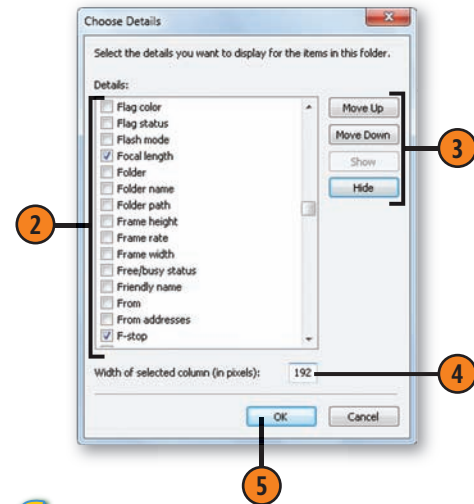 Choose Details
Select the details you want to display for the items in this folder.
Details:
Flag color
Flag status
Flash mode
Focal length
Folder
Folder name
Folder path
Frame height
Frame rate
Frame width
Free/busy status
Friendly name
From
From addresses
F-stop
Move Up
Move Down
Show
Hide
2
3
Width of selected column (in pixels): 192
4
OK Cancel
5